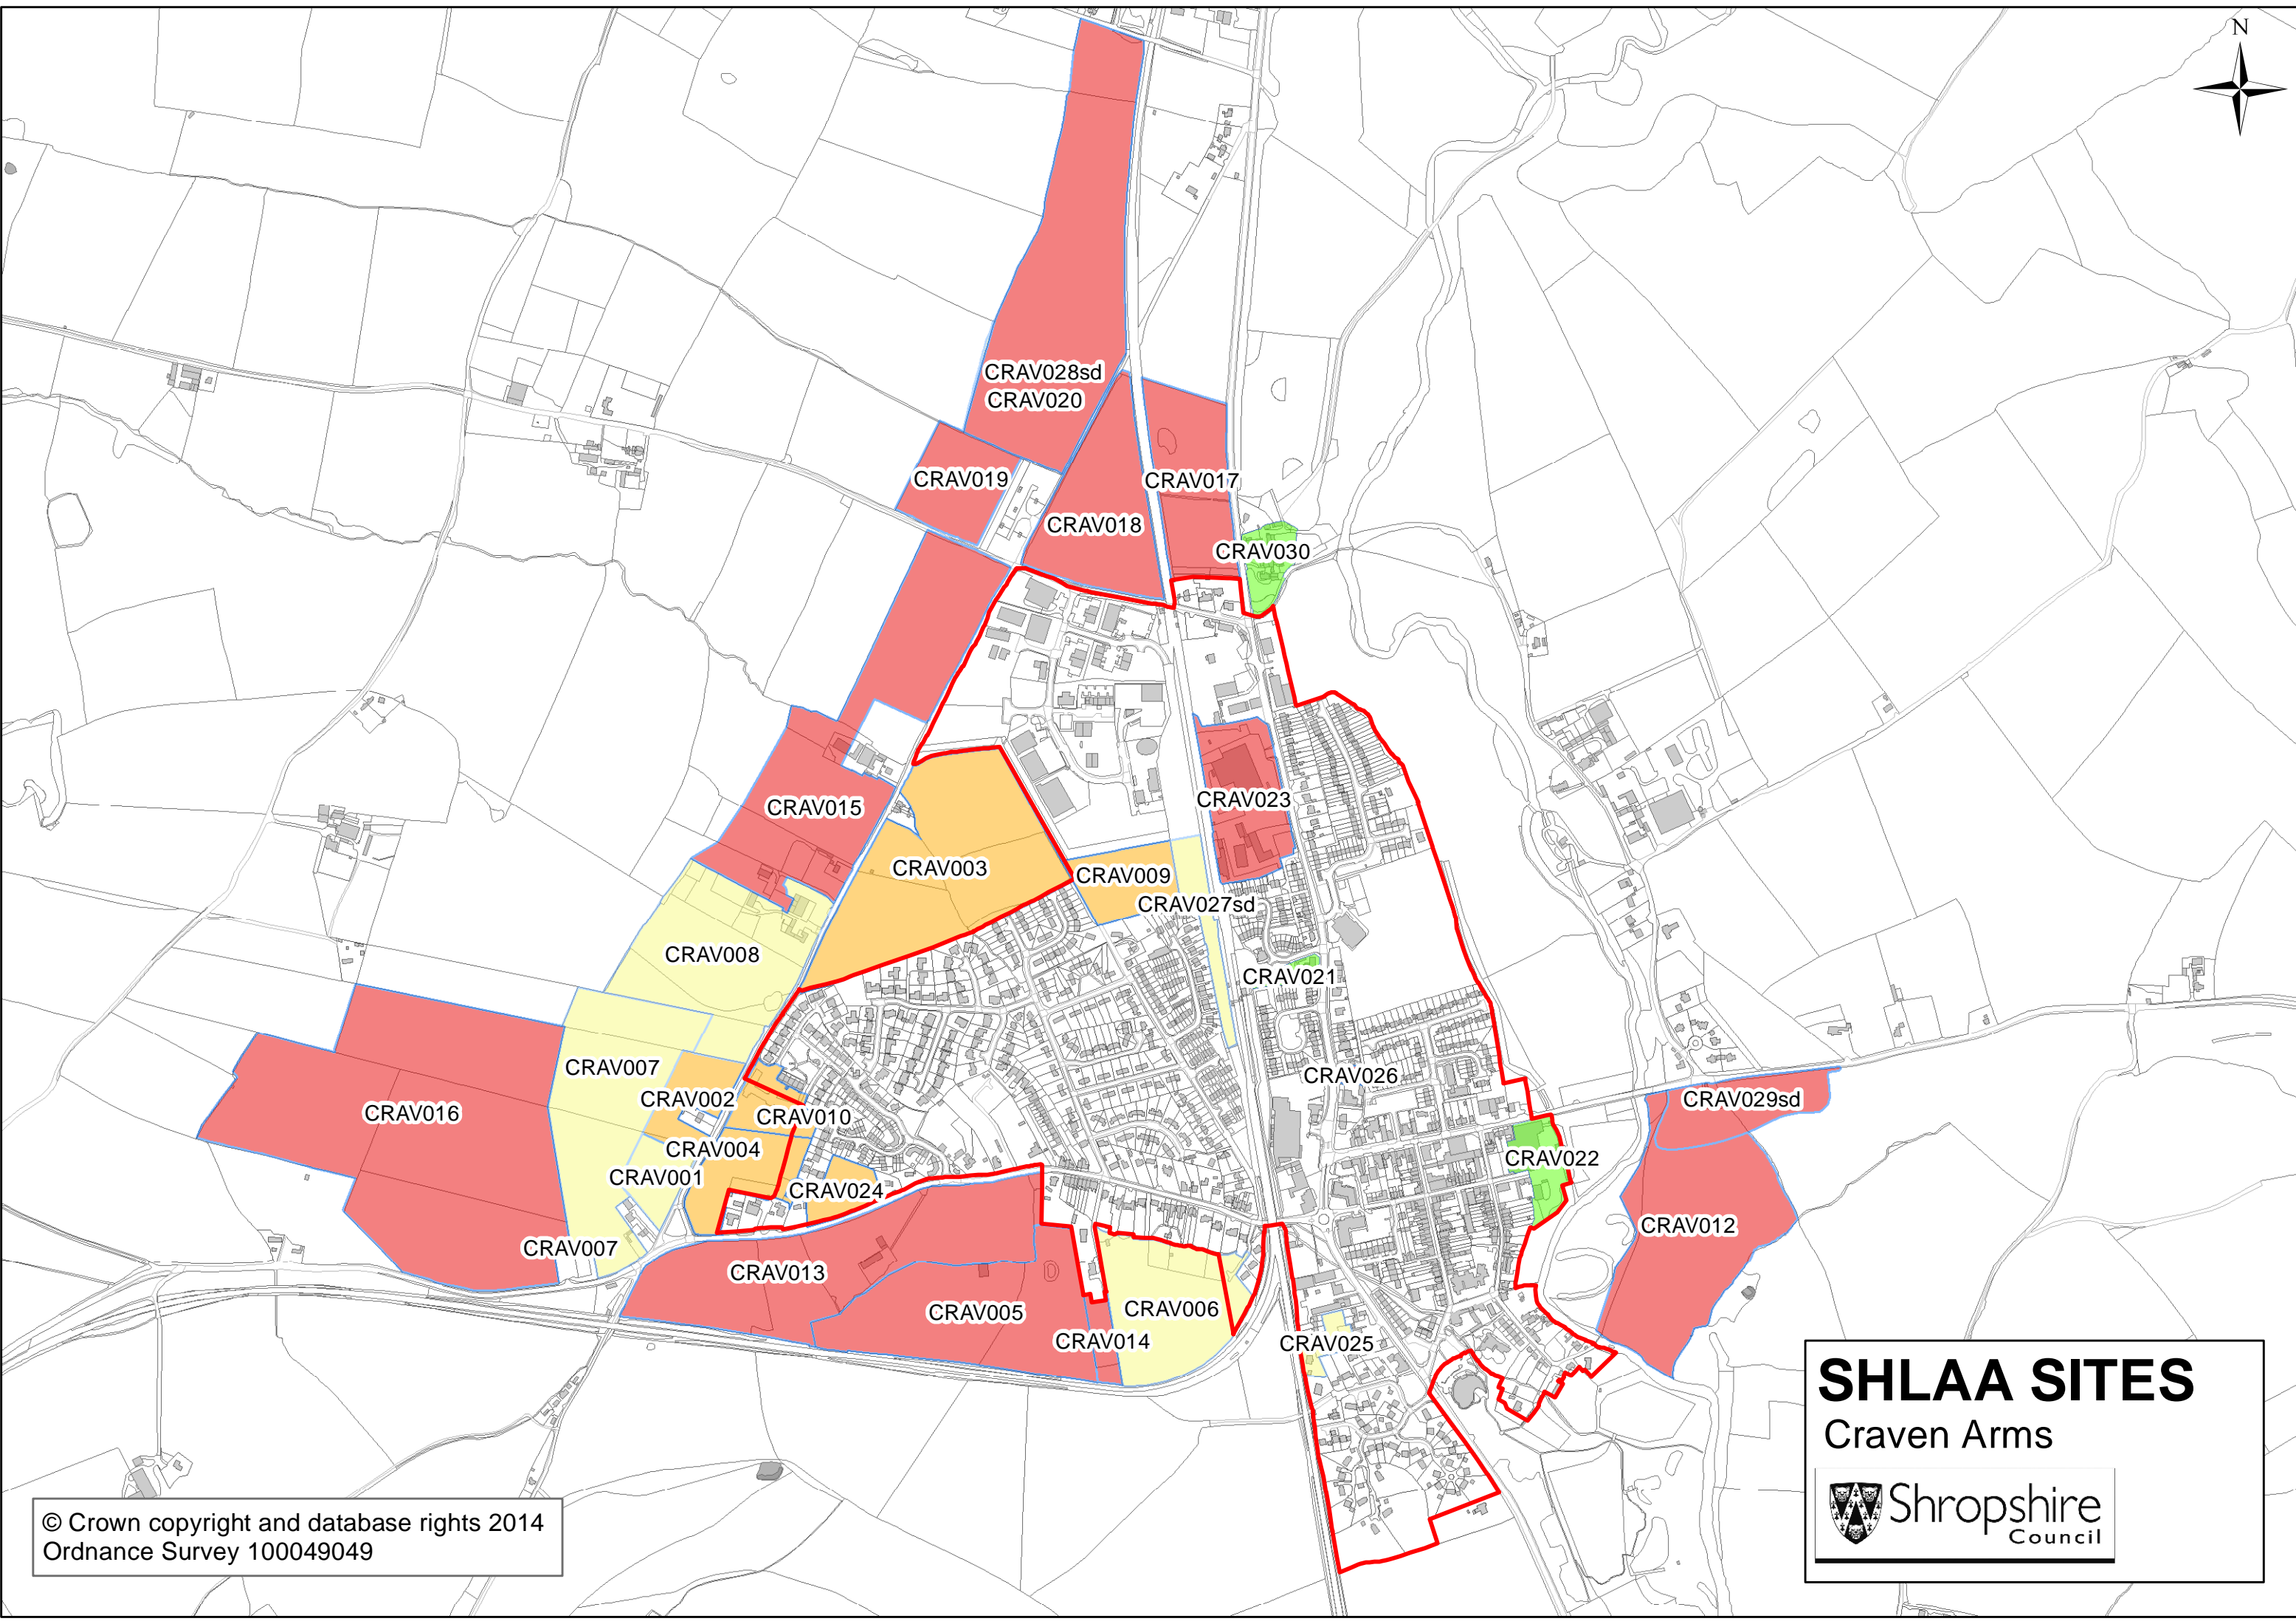 N
CRAV028sd
CRAV020
CRAV019
CRAV017
CRAV018
CRAV030
CRAV015
CRAV023
CRAV003
CRAV009
CRAV027sd
CRAV008
CRAV021
CRAV007
CRAV026
CRAV002
CRAV029sd
CRAV016
CRAV010
CRAV004
CRAV022
CRAV001
CRAV024
CRAV012
CRAV007
CRAV013
CRAV005
CRAV006
CRAV014
CRAV025
SHLAA SITES
Craven Arms
Shropshire
Council
© Crown copyright and database rights 2014
Ordnance Survey 100049049